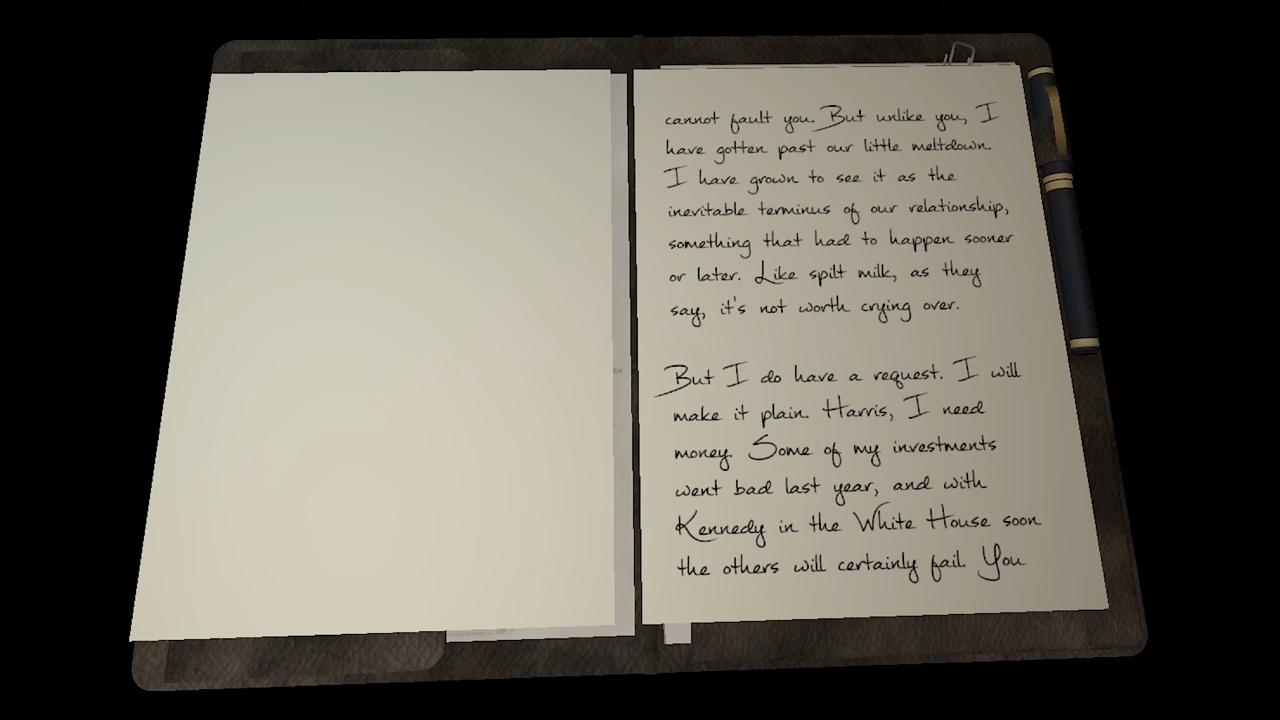 cannot fault you. But unlike you, I
have gotten past our little meltdown.
I have grown to see it as the
inevitable terminus of our relationship,
something that had to happen sooner
or later. Like spilt milk, as they
say, it's not worth crying over.
But I do have a request. I will
make it plain. Harris, I need
money. Some of my investments
went bad last year, and with
Kennedy in the White House soon
the others will certainly fail. You